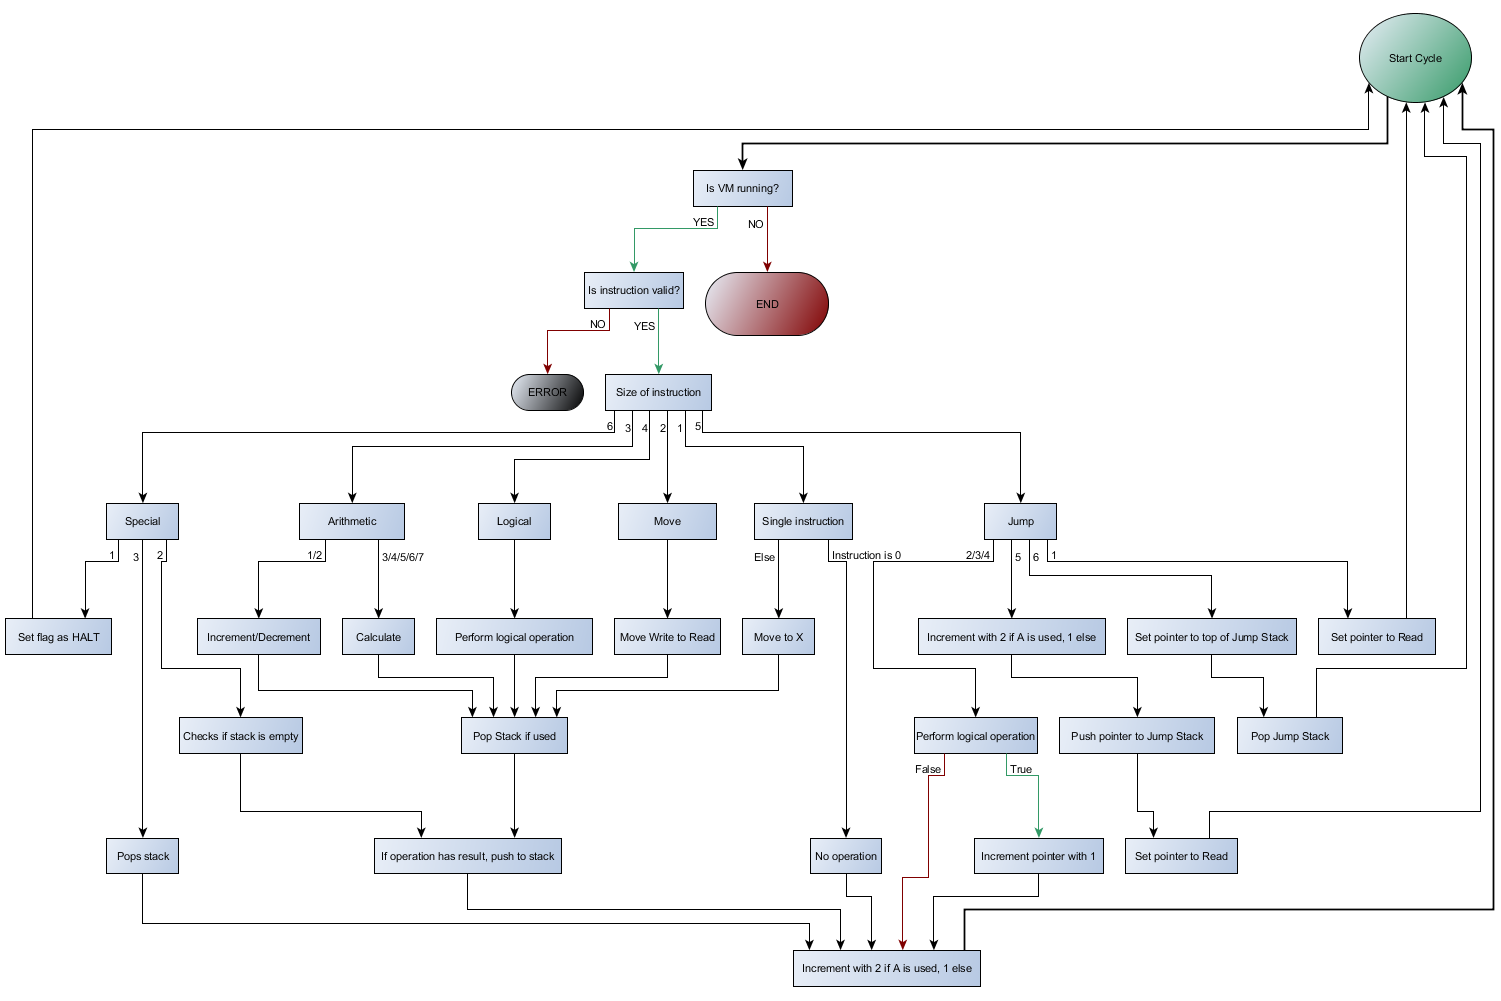 Start Cycle
Is VM running?
YES
NO
Is instruction valid?
END
NO
YES
ERROR
Size of instruction
6
3
4
2
1
5
Special
Arithmetic
Logical
Move
Single instruction
Jump
1
3
2
1/2
3/4/5/6/7
Else
Instruction is 0
2/3/4
5
6
1
Set flag as HALT
Increment/Decrement
Calculate
Perform logical operation
Move Write to Read
Move to X
Increment with 2 if A is used, 1 else
Set pointer to top of Jump Stack
Set pointer to Read
Checks if stack is empty
Pop Stack if used
Perform logical operation
Push pointer to Jump Stack
Pop Jump Stack
False
True
Pops stack
If operation has result, push to stack
No operation
Increment pointer with 1
Set pointer to Read
Increment with 2 if A is used, 1 else